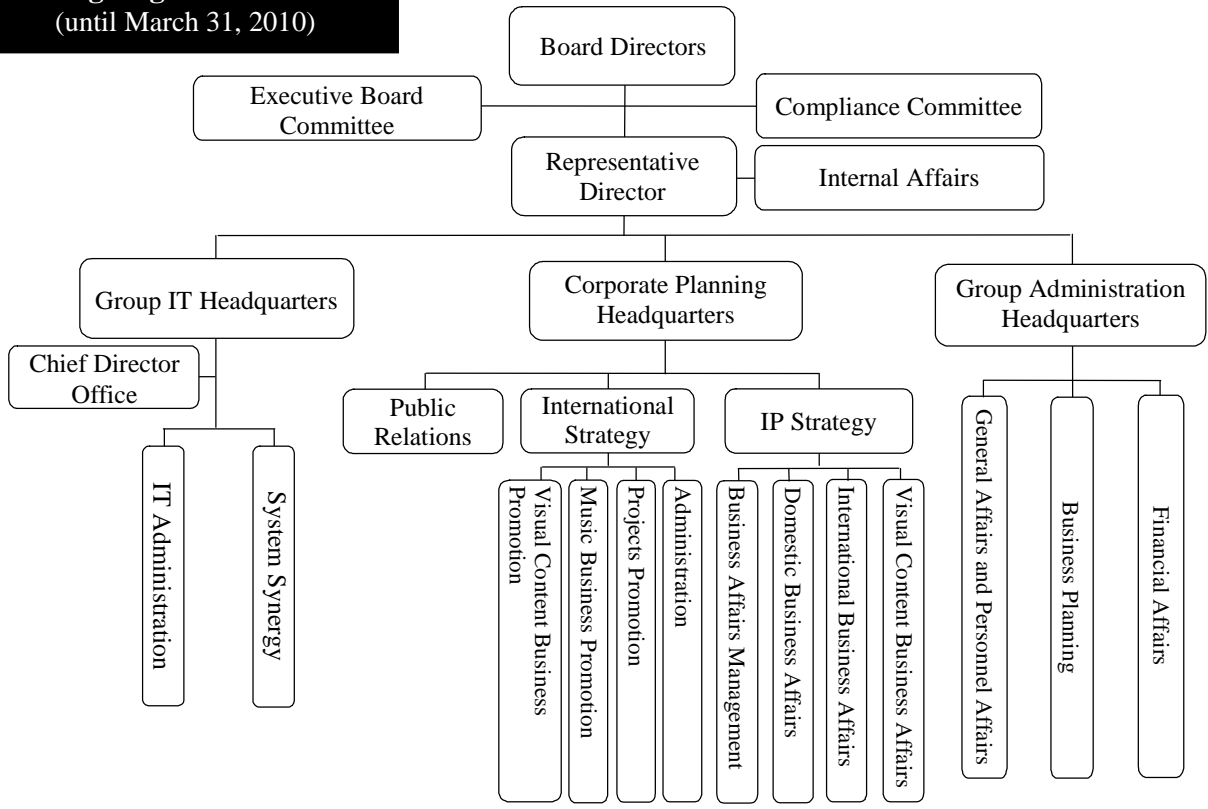 (until March 31, 2010)
Board Directors
Executive Board
Committee
Compliance Committee
Representative
Director
Internal Affairs
Group IT Headquarters
Corporate Planning
Headquarters
Group Administration
Headquarters
Chief Director
Office
Public
Relations
International
Strategy
IP Strategy
IT Administration
System Synergy
Visual Content Business
Promotion
Music Business Promotion
Projects Promotion
Administration
Business Affairs Management
Domestic Business Affairs
International Business Affairs
Visual Content Business Affairs
General Affairs and Personnel Affairs
Business Planning
Financial Affairs